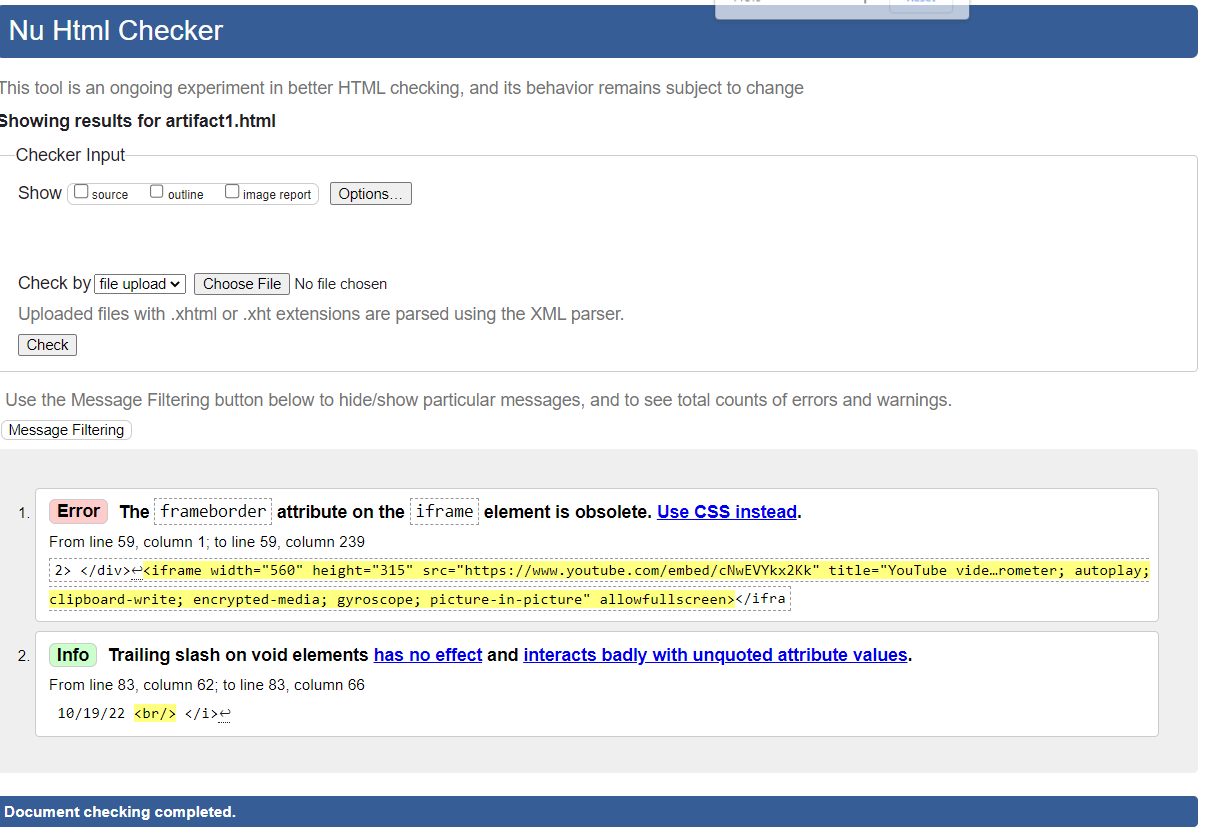 Nu Html Checker
This tool is an ongoing experiment in better HTML checking, and its behavior remains subject to change
Showing results for artifact1.html
Checker Input
Show source outline image report Options...
Check by file upload Choose File No file chosen
Uploaded files with .xhtml or .xht extensions are parsed using the XML parser.
Check
Use the Message Filtering button below to hide/show particular messages, and to see total counts of errors and warnings.
Message Filtering
1. Error The frameborder attribute on the iframe element is obsolete. Use CSS instead.
From line 59, column 1; to line 59, column 239
2> </div>↩<iframe width="560" height="315" src="https://www.youtube.com/embed/cNwEVYkx2Kk" title="YouTube vide…rometer; autoplay;
clipboard-write; encrypted-media; gyroscope; picture-in-picture" allowfullscreen></ifra
2. Info Trailing slash on void elements has no effect and interacts badly with unquoted attribute values.
From line 83, column 62; to line 83, column 66
10/19/22 <br/> </i>↩
Document checking completed.